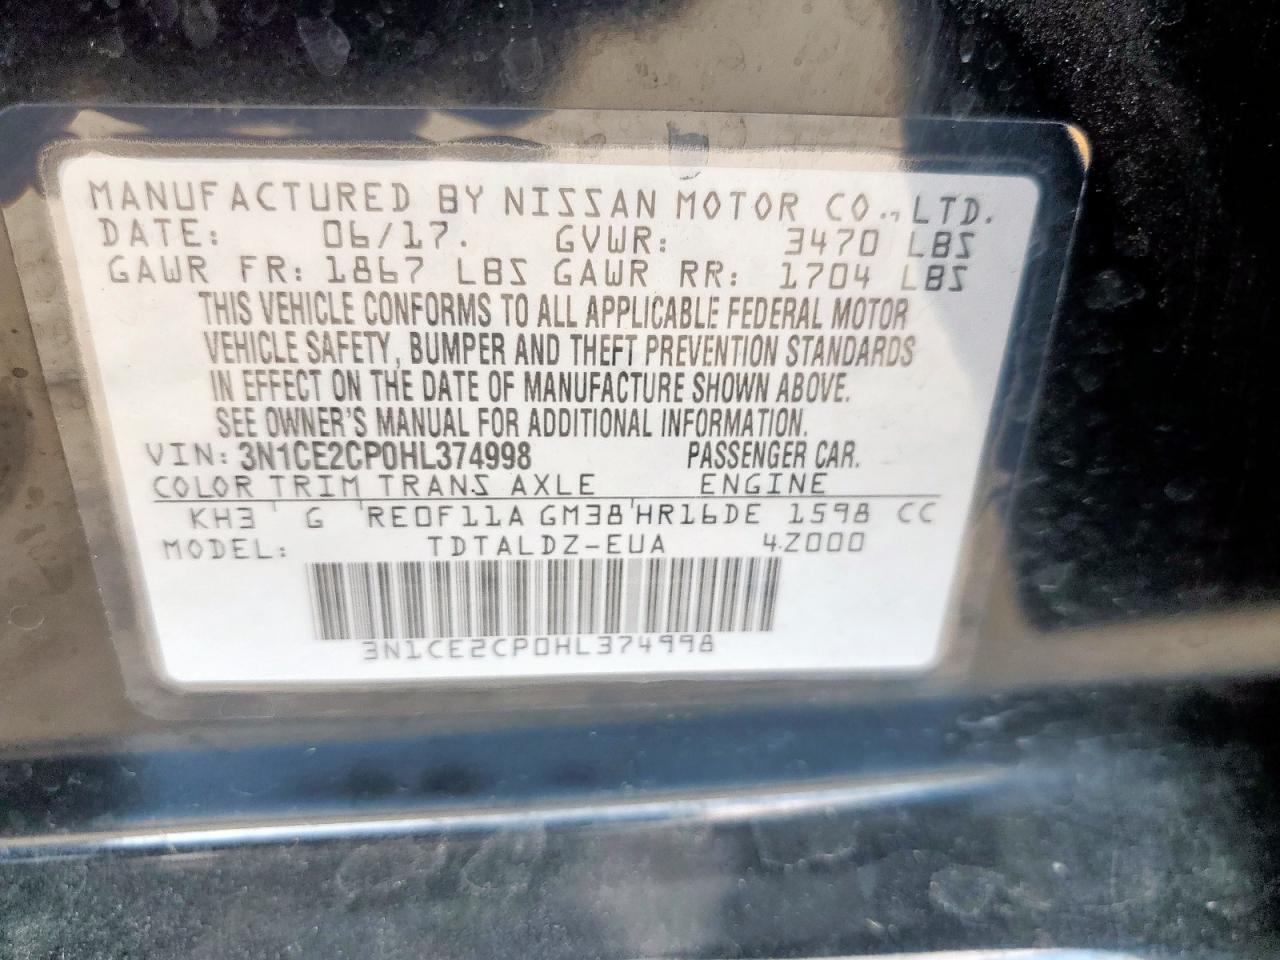 MANUFACTURED BY NISSAN MOTOR CO., LTD.
DATE: 06/17. GVWR: 3470 LBS
GAWR FR: 1867 LBS GAWR RR: 1704 LBS
THIS VEHICLE CONFORMS TO ALL APPLICABLE FEDERAL MOTOR
VEHICLE SAFETY, BUMPER AND THEFT PREVENTION STANDARDS
IN EFFECT ON THE DATE OF MANUFACTURE SHOWN ABOVE.
SEE OWNER'S MANUAL FOR ADDITIONAL INFORMATION.
VIN: 3N1CE2CP0HL374998 PASSENGER CAR.
COLOR TRIM TRANS AXLE ENGINE
KH3 G RE0F11A GM38 HR16DE 1598 CC
MODEL: TDTALDZ-EUA 4-Z000
3N1CE2CP0HL374998